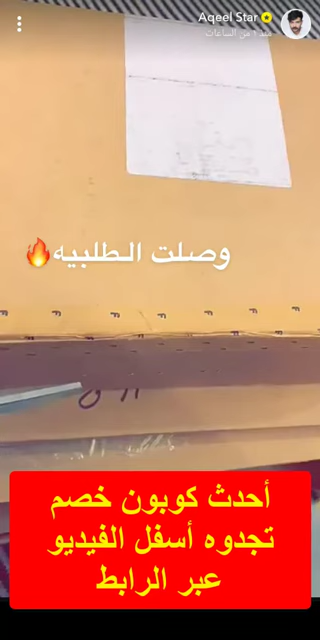 Aqeel Star
وصلت الطلبيه🔥
أحدث كوبون خصم
تجدوه أسفل الفيديو
عبر الرابط